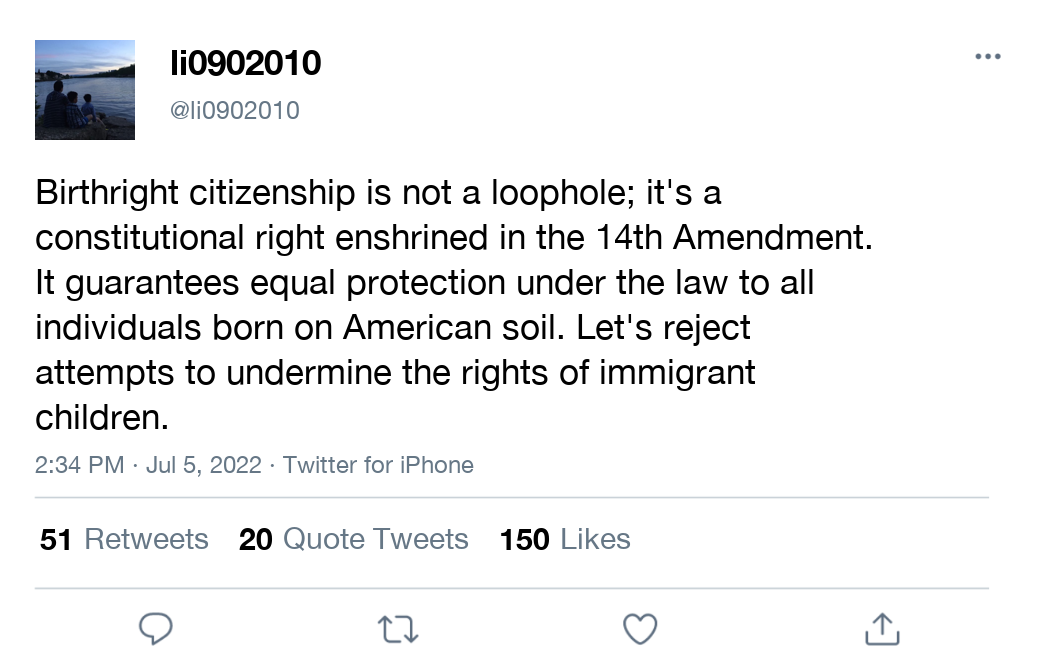 li0902010
@li0902010
Birthright citizenship is not a loophole; it's a
constitutional right enshrined in the 14th Amendment.
It guarantees equal protection under the law to all
individuals born on American soil. Let's reject
attempts to undermine the rights of immigrant
children.
2:34 PM · Jul 5, 2022 · Twitter for iPhone
51 Retweets 20 Quote Tweets 150 Likes